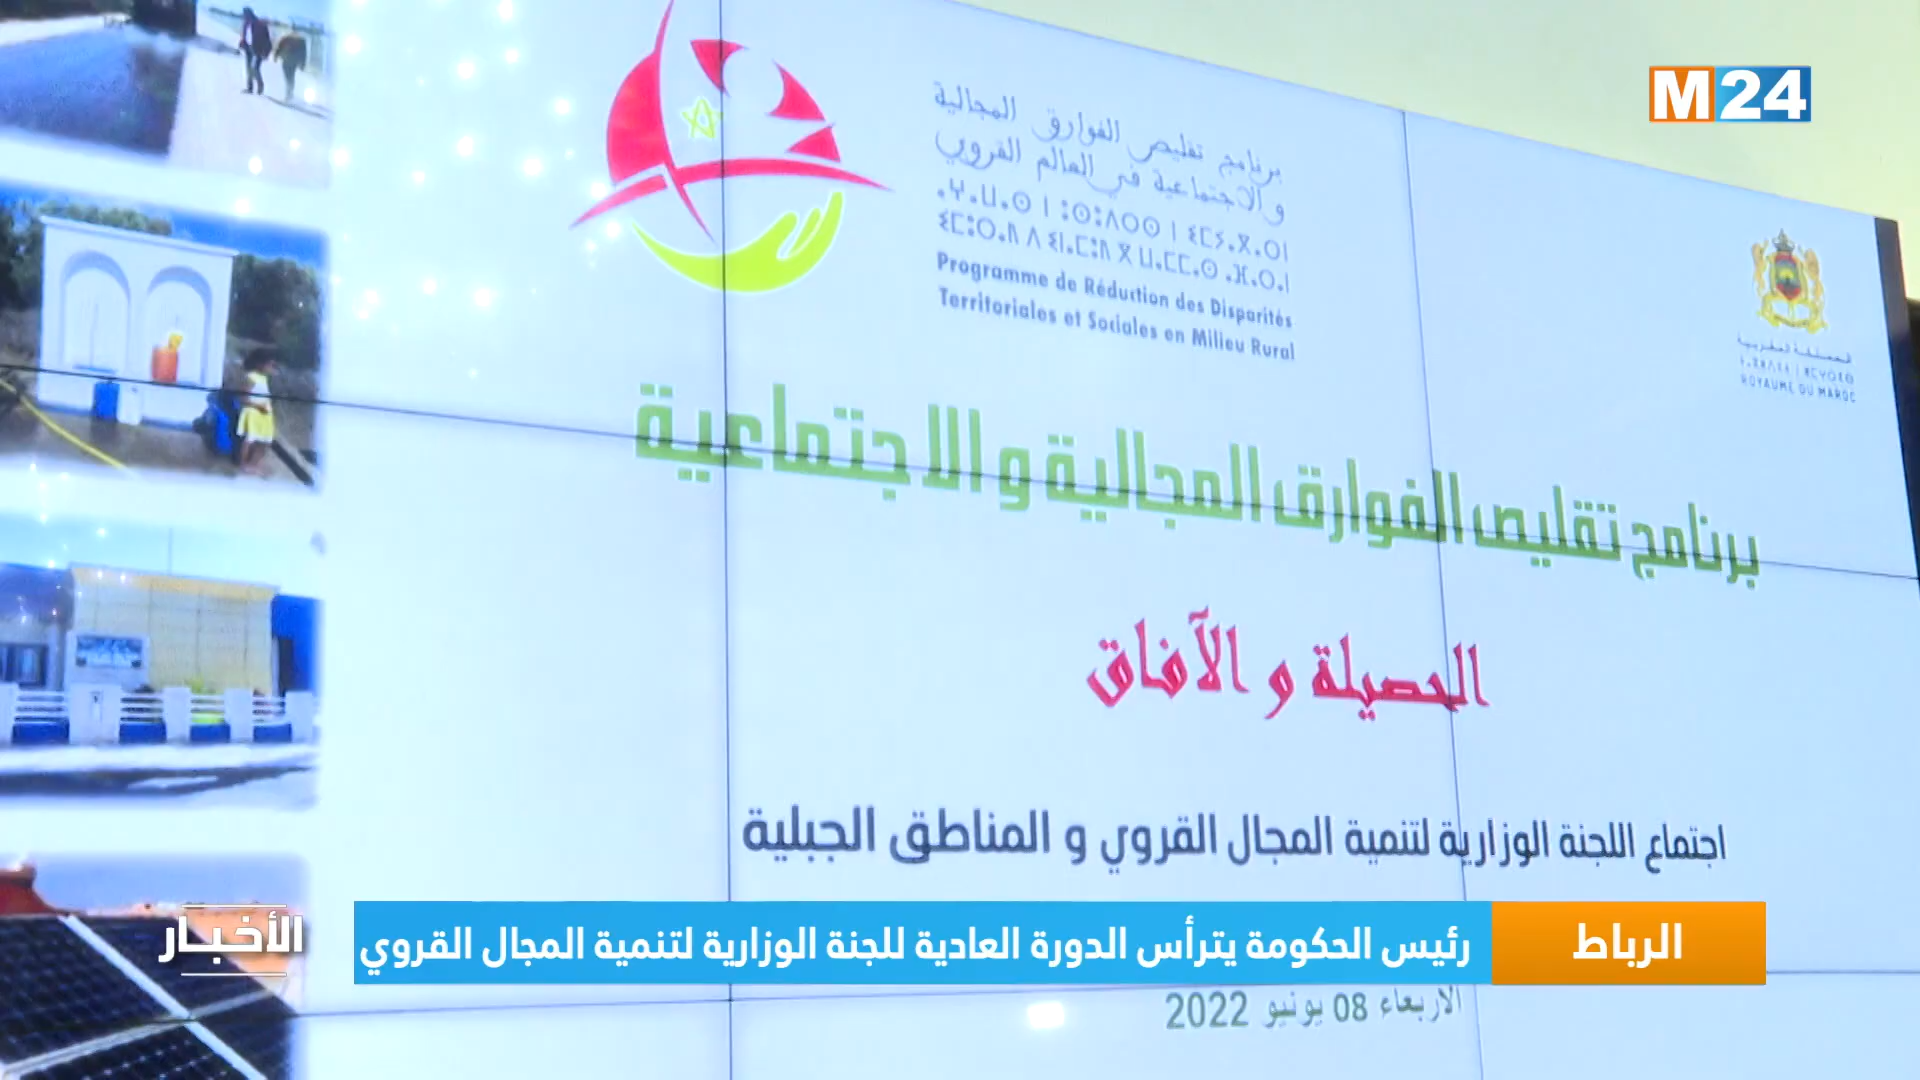 M24
برنامج تقليص الفوارق المجالية
و الاجتماعية في العالم القروي
Programme de Réduction des Disparités
Territoriales et Sociales en Milieu Rural
المملكة المغربية
ROYAUME DU MAROC
برنامج تقليص الفوارق المجالية و الاجتماعية
الحصيلة و الآفاق
اجتماع اللجنة الوزارية لتنمية المجال القروي و المناطق الجبلية
الرباط
رئيس الحكومة يترأس الدورة العادية للجنة الوزارية لتنمية المجال القروي
الأخبار
الاربعاء 08 يونيو 2022